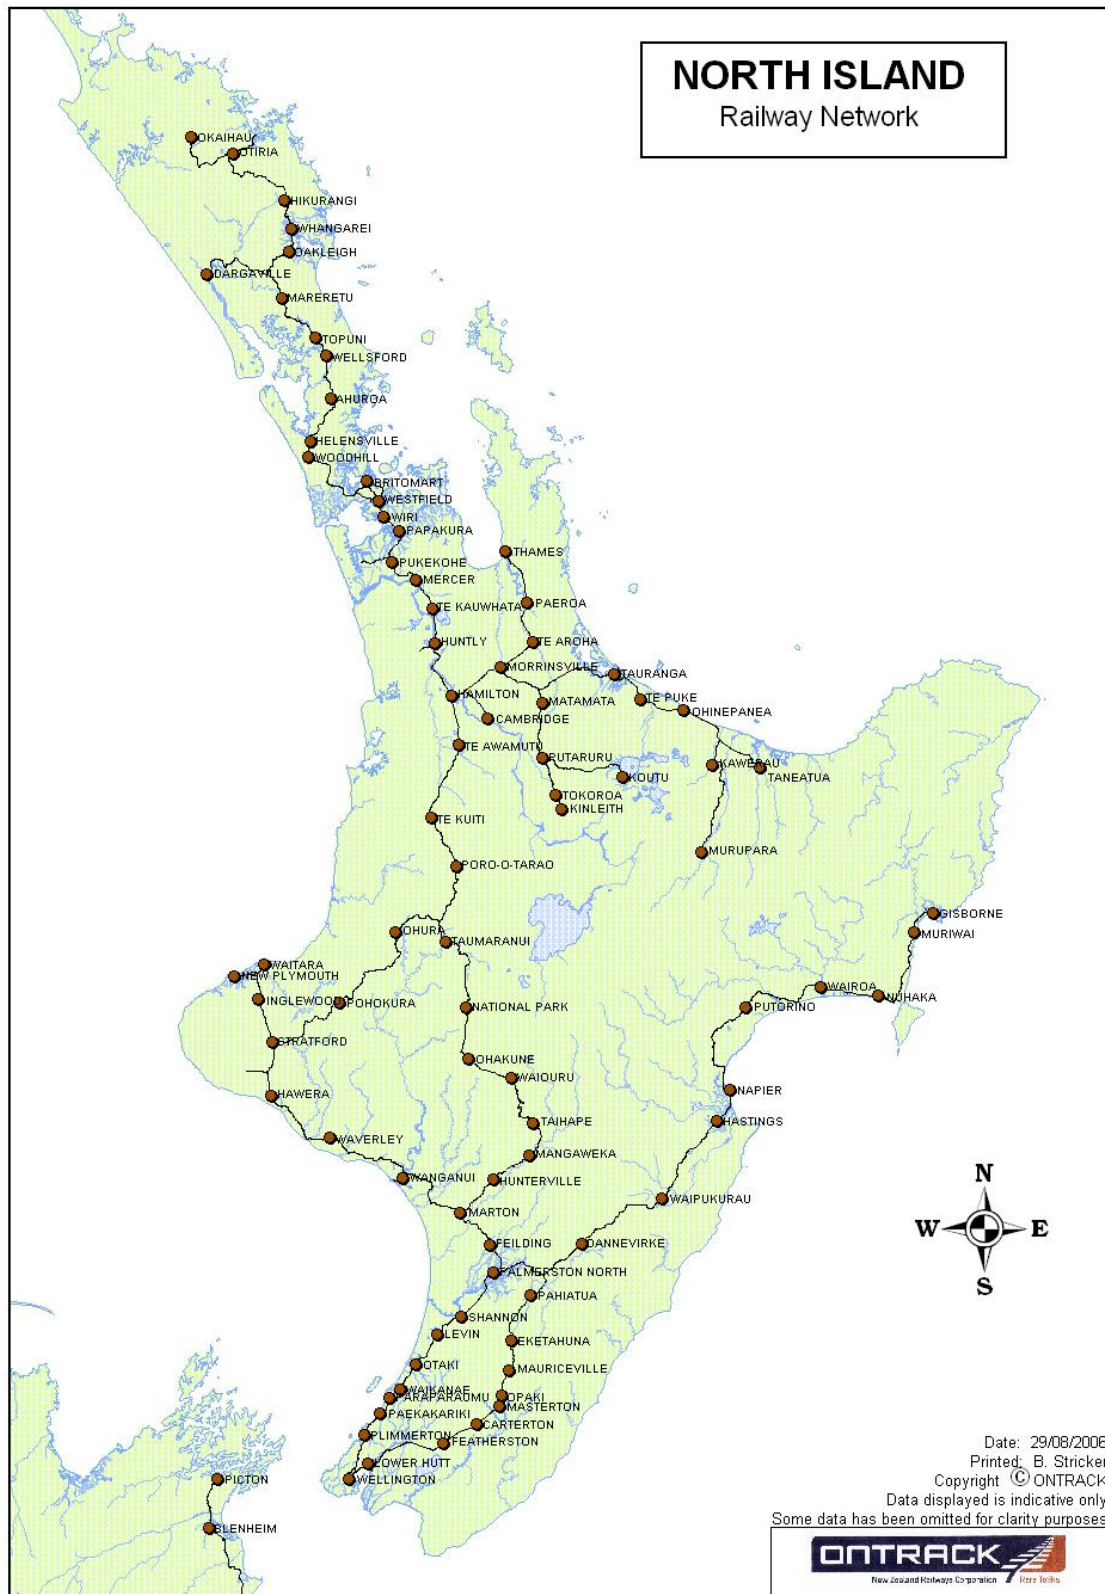 NORTH ISLAND
Railway Network
OKAIHAU
OTIRIA
HIKURANGI
WHANGAREI
OAKLEIGH
DARGAVILLE
MARERETU
TOPUNI
WELLSFORD
AHUROA
HELENSVILLE
WOODHILL
BRITOMART
WESTFIELD
WIRI
PAPAKURA
THAMES
PUKEKOHE
MERCER
PAEROA
TE KAUWHATA
HUNTLY
TE AROHA
MORRINSVILLE
TAURANGA
HAMILTON
MATAMATA
TE PUKE
OHINEPANEA
CAMBRIDGE
TE AWAMUTU
PUTARURU
KAWERAU
KOUTU
TANEATUA
TOKOROA
KINLEITH
TE KUITI
MURUPARA
PORO-O-TARAO
GISBORNE
OHURA
MURIWAI
TAUMARANUI
WAITARA
NEW PLYMOUTH
WAIROA
NUHAKA
INGLEWOOD
POHOKURA
NATIONAL PARK
PUTORINO
STRATFORD
OHAKUNE
WAIOURU
NAPIER
HAWERA
HASTINGS
TAIHAPE
WAVERLEY
MANGAWEKA
WANGANUI
HUNTERVILLE
WAIPUKURAU
MARTON
FEILDING
DANNEVIRKE
PALMERSTON NORTH
PAHIATUA
SHANNON
LEVIN
EKETAHUNA
OTAKI
MAURICEVILLE
WAIKANAE
PARAPARAUMU
OPAKI
MASTERTON
PAEKAKARIKI
CARTERTON
PLIMMERTON
FEATHERSTON
LOWER HUTT
WELLINGTON
PICTON
BLENHEIM
N
W
E
S
Date: 29/08/2006
Printed: B. Stricker
Copyright © ONTRACK
Data displayed is indicative only
Some data has been omitted for clarity purposes
ONTRACK
New Zealand Railways Corporation